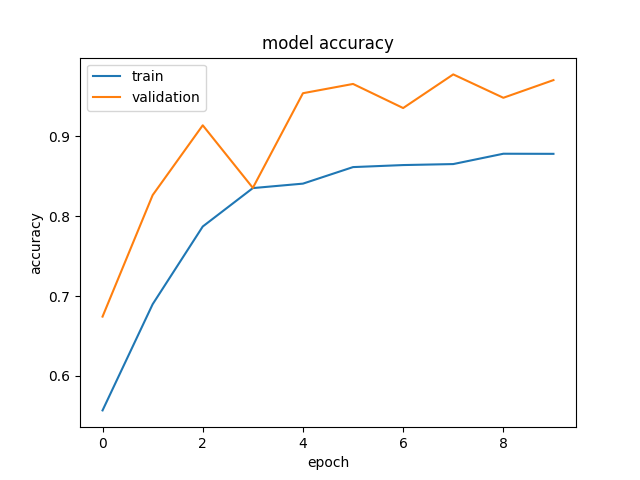 model accuracy
train
validation
0.9
0.8
0.7
0.6
accuracy
0 2 4 6 8
epoch